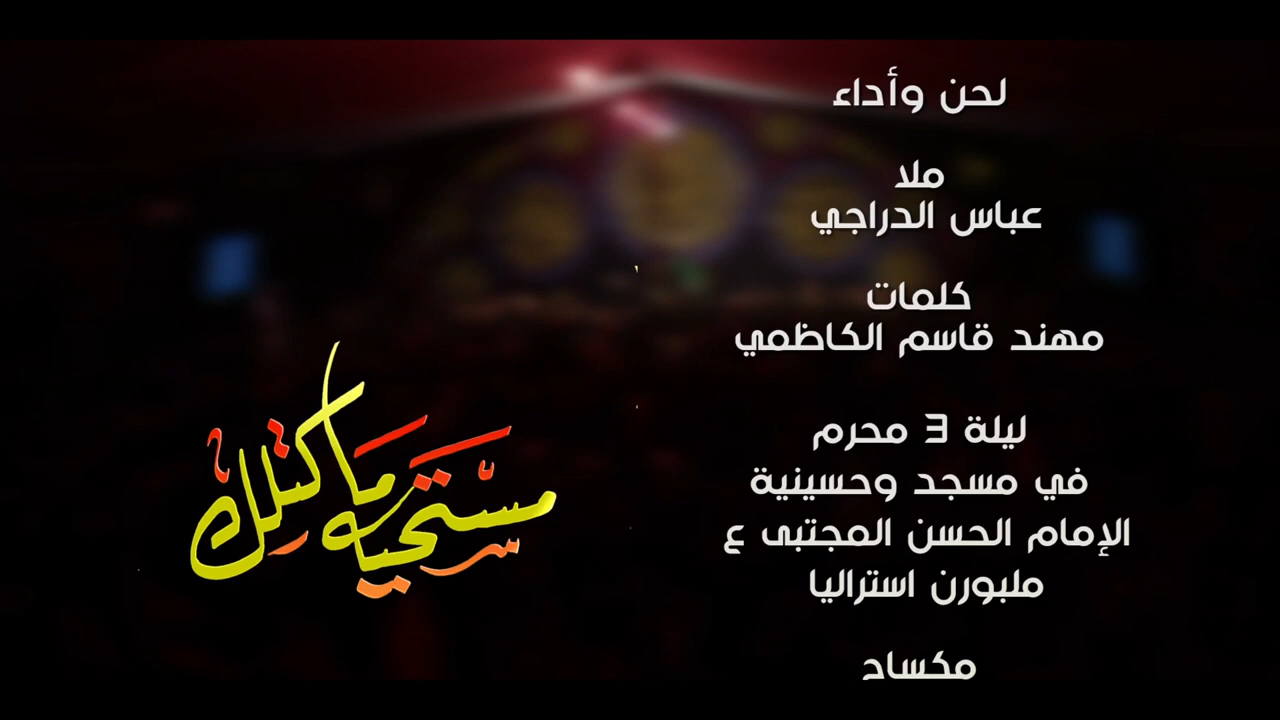 لحن وأداء
ملا
عباس الدراجي
كلمات
مهند قاسم الكاظمي
ليلة 3 محرم
في مسجد وحسينية
الإمام الحسن المجتبى ع
ملبورن استراليا
مكساج
مستحيله ما كتلك